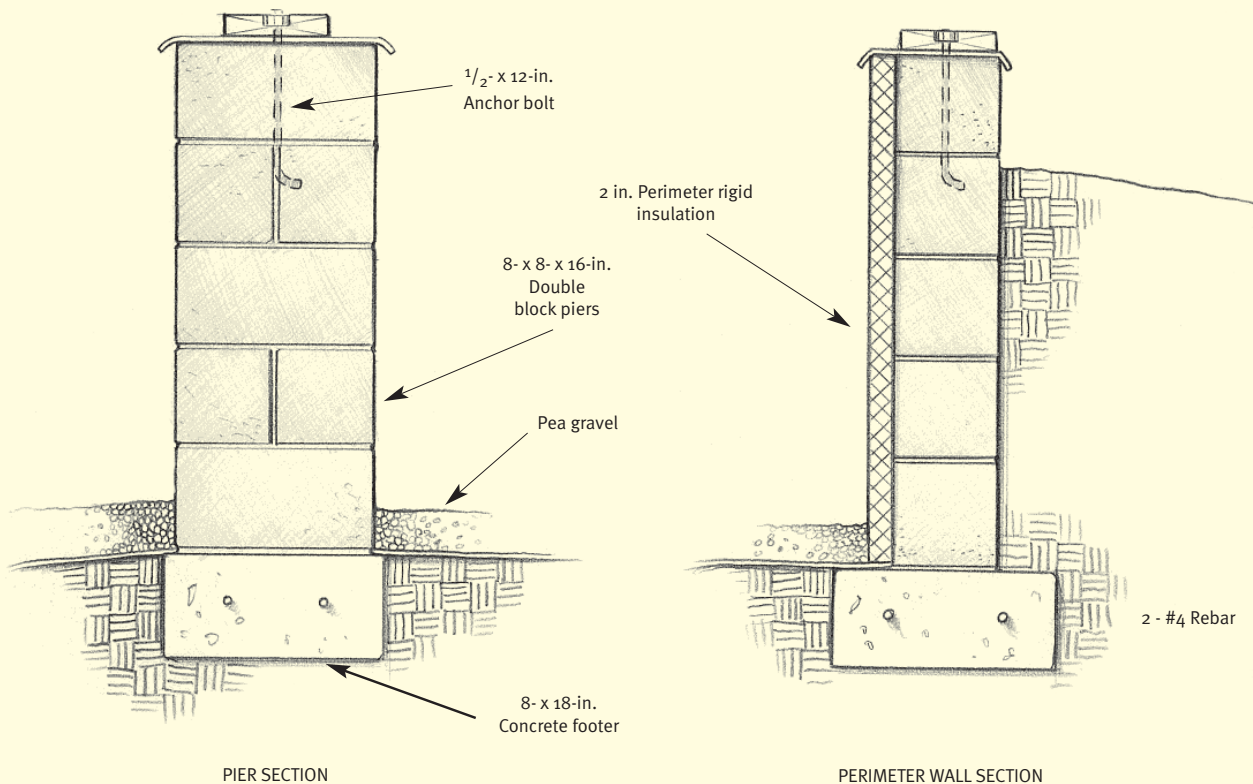 1/2- x 12-in.
Anchor bolt
2 in. Perimeter rigid
insulation
8- x 8- x 16-in.
Double
block piers
Pea gravel
2 - #4 Rebar
8- x 18-in.
Concrete footer
PIER SECTION
PERIMETER WALL SECTION